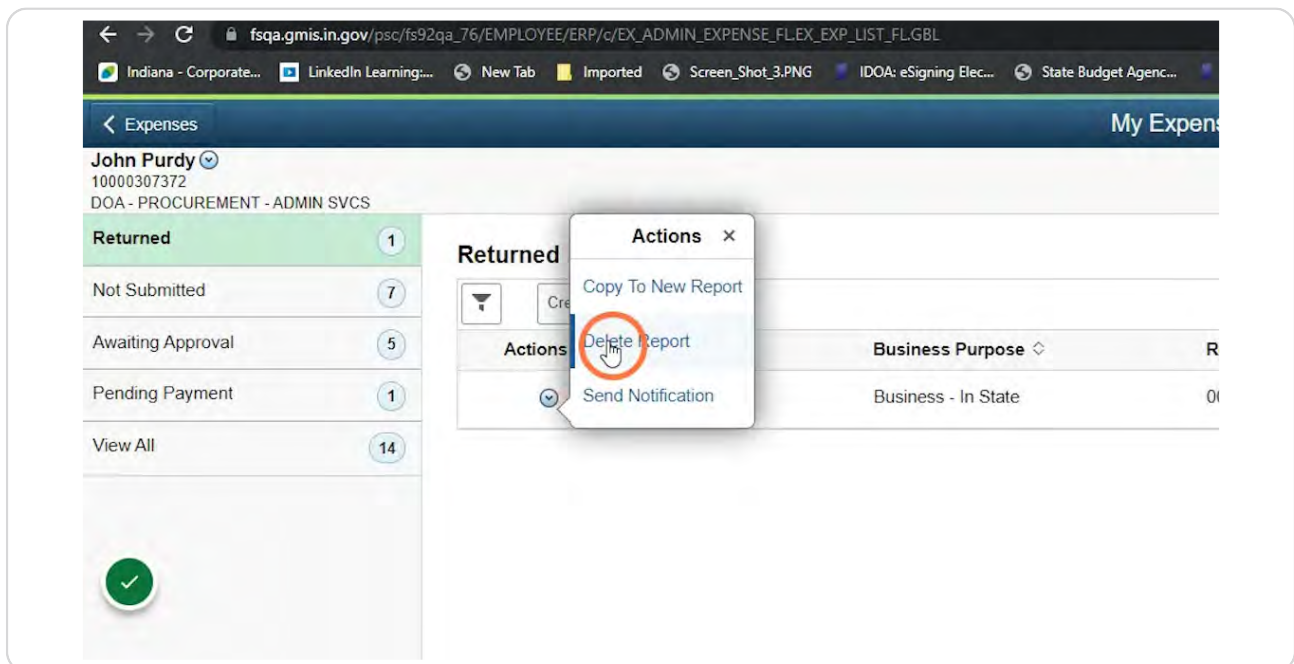 fsqa.gmis.in.gov/psc/fs92qa_76/EMPLOYEE/ERP/c/EX_ADMIN_EXPENSE_FL.EX_EXP_LIST_FL.GBL
Indiana - Corporate... LinkedIn Learning:... New Tab Imported Screen_Shot_3.PNG IDOA: eSigning Elec... State Budget Agenc...
Expenses My Expens
John Purdy
10000307372
DOA - PROCUREMENT - ADMIN SVCS
Returned 1
Not Submitted 7
Awaiting Approval 5
Pending Payment 1
View All 14
Returned
Cre
Actions Business Purpose R
Business - In State 00
Actions ×
Copy To New Report
Delete Report
Send Notification